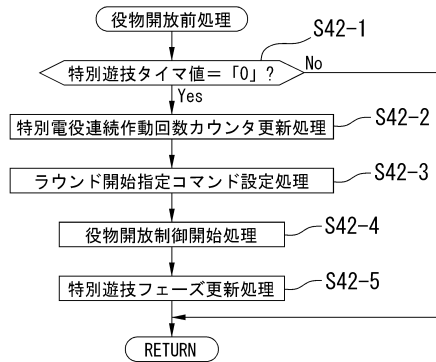 役物開放前処理
S42-1
特別遊技タイマ値＝「0」？
No
Yes
特別電役連続作動回数カウンタ更新処理
S42-2
ラウンド開始指定コマンド設定処理
S42-3
役物開放制御開始処理
S42-4
特別遊技フェーズ更新処理
S42-5
RETURN